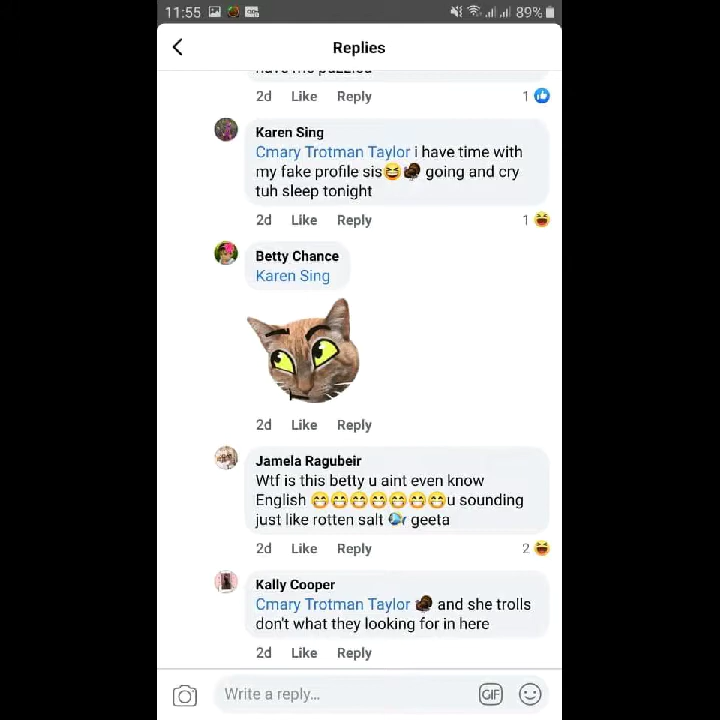 11:55
89%
Replies
have me puzzled
2d Like Reply 1
Karen Sing
Cmary Trotman Taylor i have time with
my fake profile sis😆🦃 going and cry
tuh sleep tonight
2d Like Reply 1
Betty Chance
Karen Sing
2d Like Reply
Jamela Ragubeir
Wtf is this betty u aint even know
English 😁😁😁😁😁😁😁u sounding
just like rotten salt 🐟r geeta
2d Like Reply 2
Kally Cooper
Cmary Trotman Taylor 🦃 and she trolls
don't what they looking for in here
2d Like Reply
Write a reply...
GIF